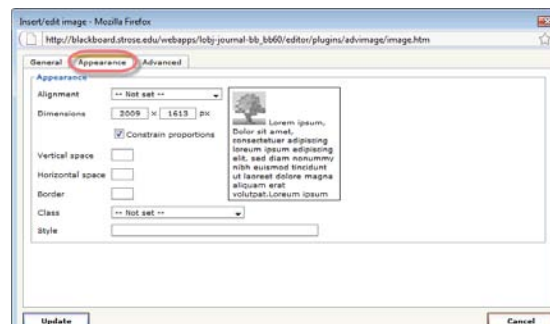 Insert/edit image - Mozilla Firefox
http://blackboard.strose.edu/webapps/lobj-journal-bb_bb60/editor/plugins/advimage/image.htm
General Appearance Advanced
Appearance
Alignment -- Not set --
Dimensions 2009 x 1613 px
Constrain proportions
Vertical space
Horizontal space
Border
Class -- Not set --
Style
Lorem ipsum,
Dolor sit amet,
consectetuer adipiscing
loreum ipsum edipiscing
elit, sed diam nonummy
nibh euismod tincidunt
ut laoreet dolore magna
aliquam erat
volutpat.Loreum ipsum
Update Cancel